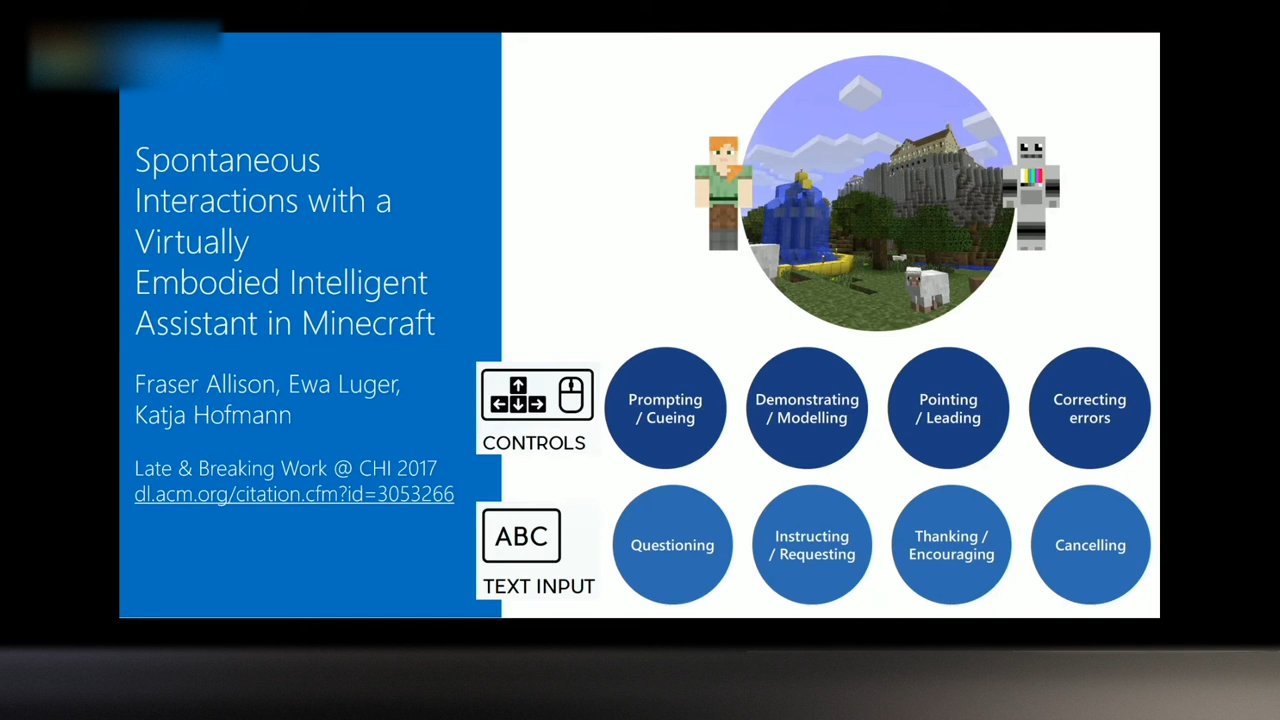 Spontaneous
Interactions with a
Virtually
Embodied Intelligent
Assistant in Minecraft
Fraser Allison, Ewa Luger,
Katja Hofmann
Late & Breaking Work @ CHI 2017
dl.acm.org/citation.cfm?id=3053266
CONTROLS
Prompting
/ Cueing
Demonstrating
/ Modelling
Pointing
/ Leading
Correcting
errors
ABC
TEXT INPUT
Questioning
Instructing
/ Requesting
Thanking /
Encouraging
Cancelling